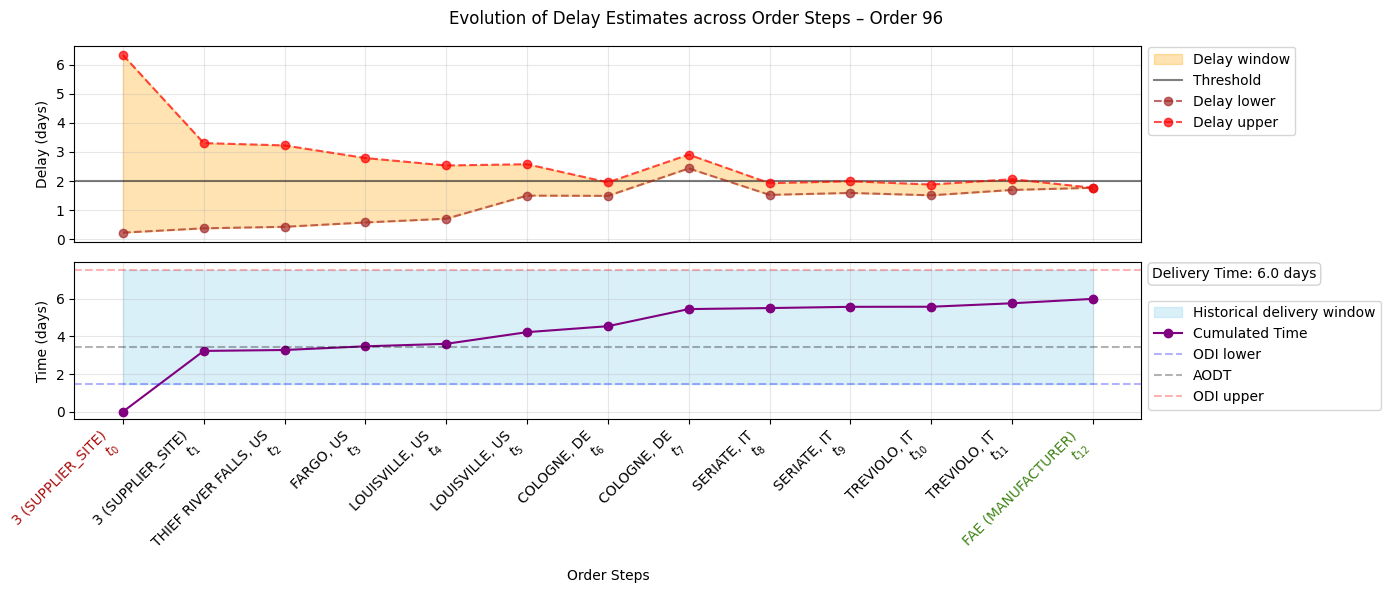 Evolution of Delay Estimates across Order Steps – Order 96
Delay (days)
6
5
4
3
2
1
0
Delay window
Threshold
Delay lower
Delay upper
Time (days)
6
4
2
0
Delivery Time: 6.0 days
Historical delivery window
Cumulated Time
ODI lower
AODT
ODI upper
3 (SUPPLIER_SITE)
t0
3 (SUPPLIER_SITE)
t1
THIEF RIVER FALLS, US
t2
FARGO, US
t3
LOUISVILLE, US
t4
LOUISVILLE, US
t5
COLOGNE, DE
t6
COLOGNE, DE
t7
SERIATE, IT
t8
SERIATE, IT
t9
TREVIOLO, IT
t10
TREVIOLO, IT
t11
FAE (MANUFACTURER)
t12
Order Steps